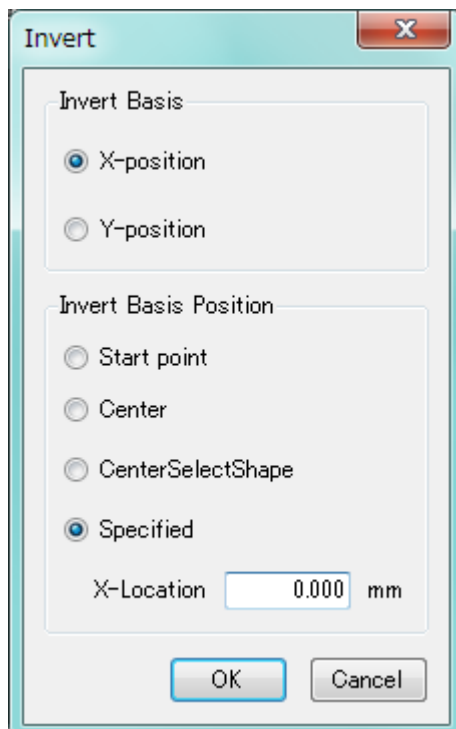 Invert
Invert Basis
X-position
Y-position
Invert Basis Position
Start point
Center
CenterSelectShape
Specified
X-Location 0.000 mm
OK Cancel